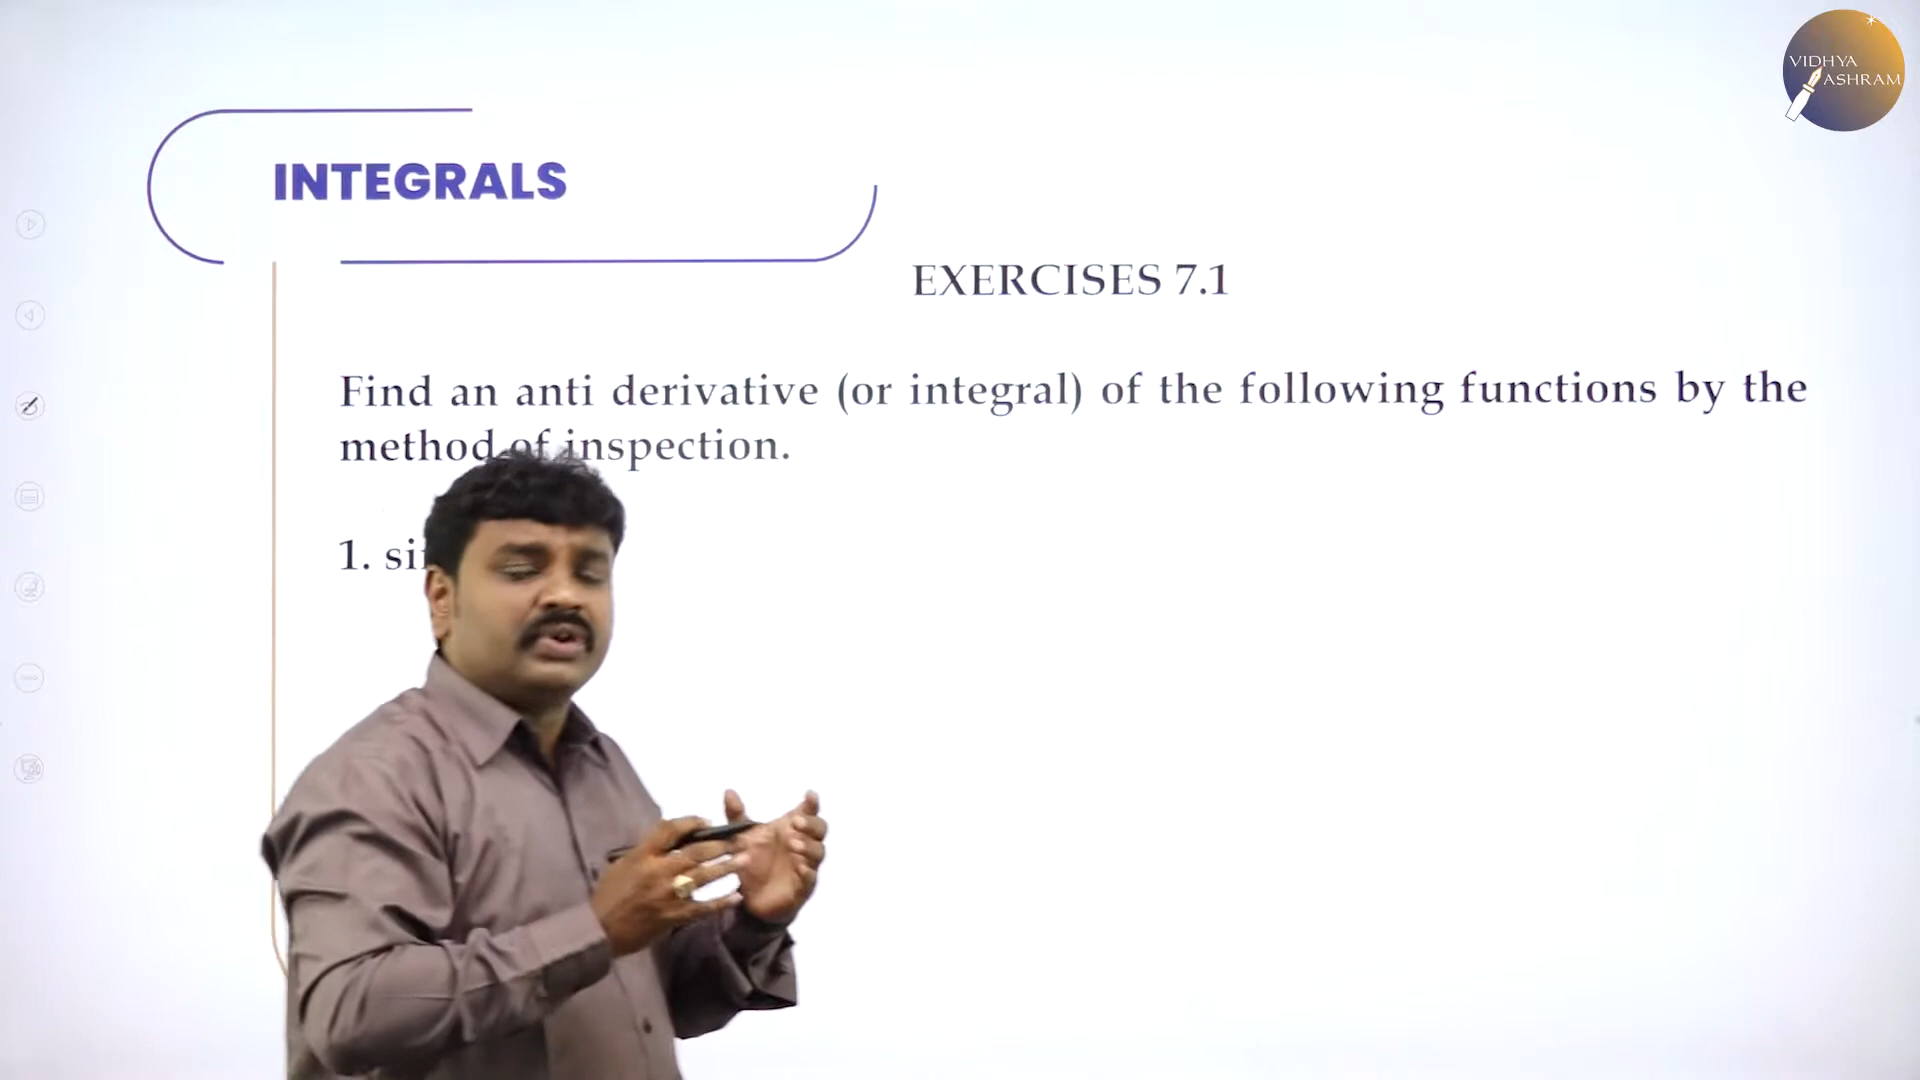 VIDHYA
ASHRAM
INTEGRALS
EXERCISES 7.1
Find an anti derivative (or integral) of the following functions by the
method of inspection.
1.